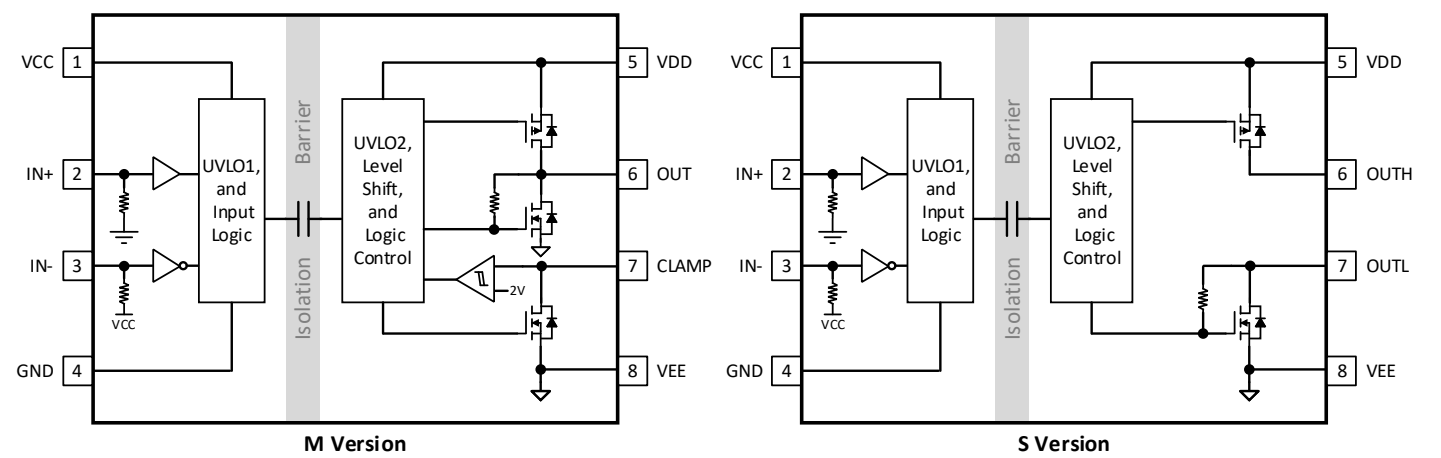 VCC 1
IN+ 2
IN- 3
VCC
GND 4
UVLO1,
and
Input
Logic
Isolation Barrier
UVLO2,
Level
Shift,
and
Logic
Control
2V
5 VDD
6 OUT
7 CLAMP
8 VEE
M Version
VCC 1
IN+ 2
IN- 3
VCC
GND 4
UVLO1,
and
Input
Logic
Isolation Barrier
UVLO2,
Level
Shift,
and
Logic
Control
5 VDD
6 OUTH
7 OUTL
8 VEE
S Version